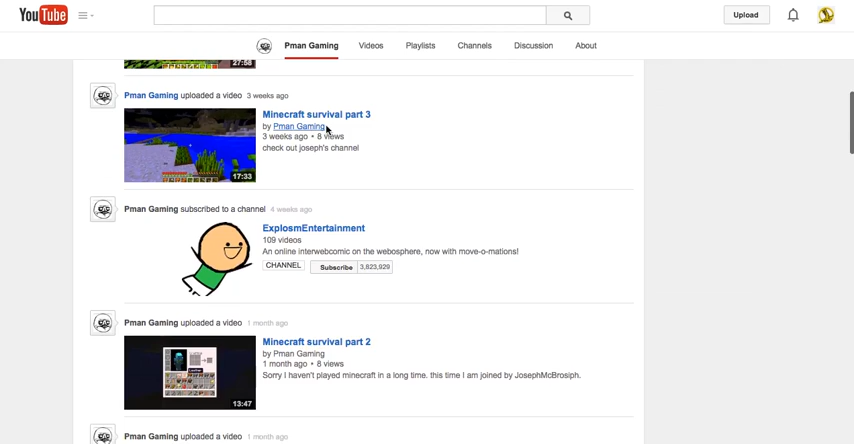 YouTube
Upload
Pman Gaming Videos Playlists Channels Discussion About
27:58
Pman Gaming uploaded a video 3 weeks ago
Minecraft survival part 3
by Pman Gaming
3 weeks ago • 8 views
check out joseph's channel
17:33
Pman Gaming subscribed to a channel 4 weeks ago
ExplosmEntertainment
109 videos
An online interwebcomic on the webosphere, now with move-o-mations!
CHANNEL Subscribe 3,823,929
Pman Gaming uploaded a video 1 month ago
Minecraft survival part 2
by Pman Gaming
1 month ago • 8 views
Sorry I haven't played minecraft in a long time. this time I am joined by JosephMcBrosiph.
13:47
Pman Gaming uploaded a video 1 month ago